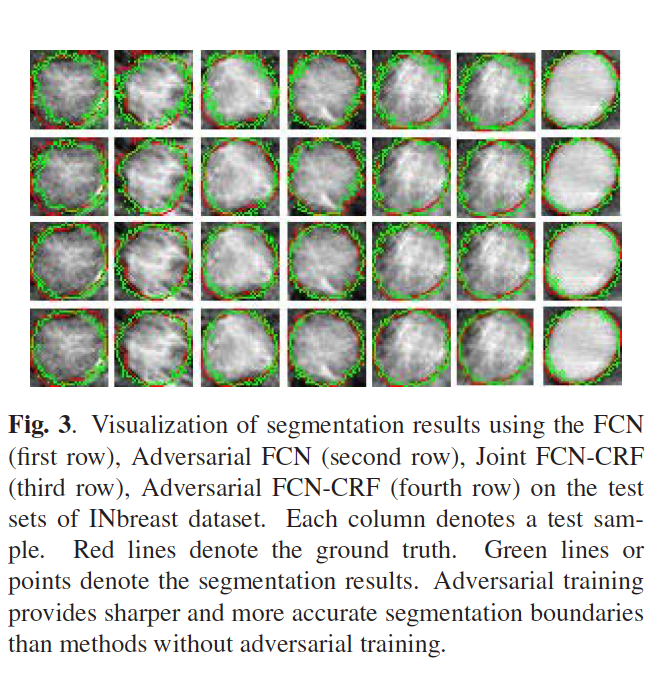 Fig. 3. Visualization of segmentation results using the FCN
(first row), Adversarial FCN (second row), Joint FCN-CRF
(third row), Adversarial FCN-CRF (fourth row) on the test
sets of INbreast dataset. Each column denotes a test sam-
ple. Red lines denote the ground truth. Green lines or
points denote the segmentation results. Adversarial training
provides sharper and more accurate segmentation boundaries
than methods without adversarial training.